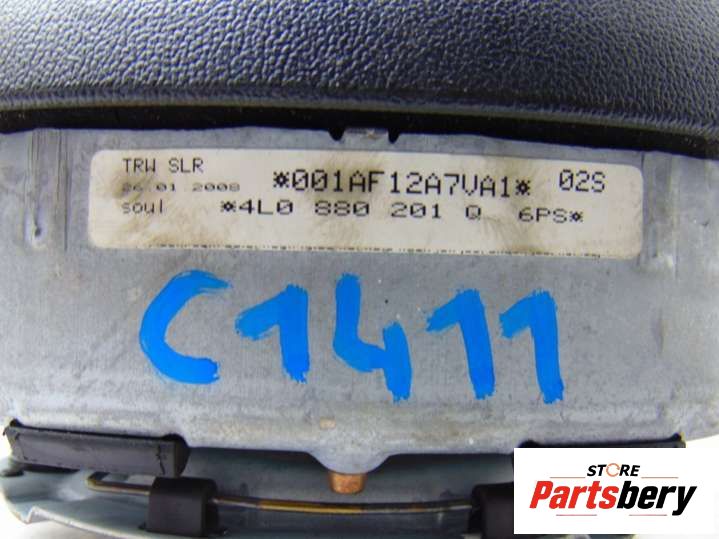 TRW SLR
26.01.2008 *001AF12A7VA1* 02S
soul *4L0 880 201 Q 6PS*
C1411
STORE
Partsbery